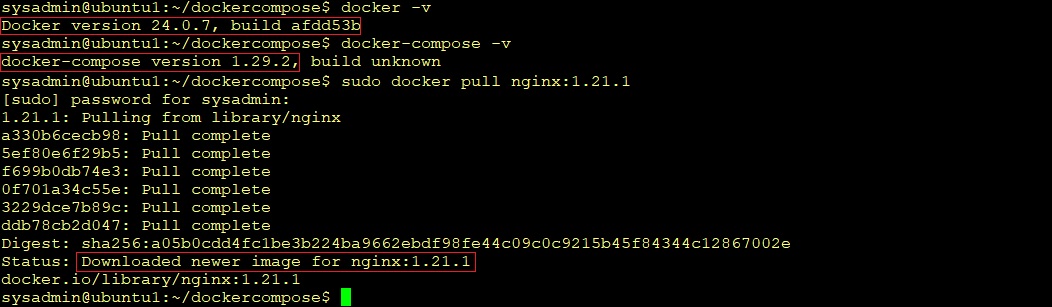 sysadmin@ubuntu1:~/dockercompose$ docker -v
Docker version 24.0.7, build afdd53b
sysadmin@ubuntu1:~/dockercompose$ docker-compose -v
docker-compose version 1.29.2, build unknown
sysadmin@ubuntu1:~/dockercompose$ sudo docker pull nginx:1.21.1
[sudo] password for sysadmin:
1.21.1: Pulling from library/nginx
a330b6cecb98: Pull complete
5ef80e6f29b5: Pull complete
f699b0db74e3: Pull complete
0f701a34c55e: Pull complete
3229dce7b89c: Pull complete
ddb78cb2d047: Pull complete
Digest: sha256:a05b0cdd4fc1be3b224ba9662ebdf98fe44c09c0c9215b45f84344c12867002e
Status: Downloaded newer image for nginx:1.21.1
docker.io/library/nginx:1.21.1
sysadmin@ubuntu1:~/dockercompose$